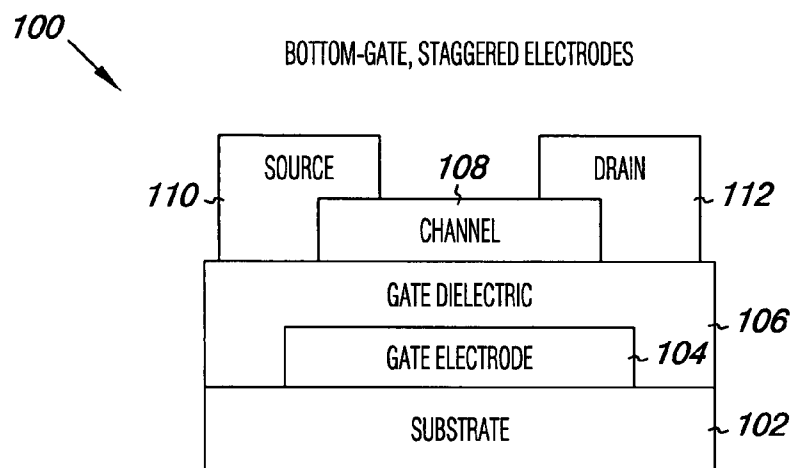 100
BOTTOM-GATE, STAGGERED ELECTRODES
SOURCE
108
DRAIN
110
112
CHANNEL
GATE DIELECTRIC
106
GATE ELECTRODE
104
SUBSTRATE
102